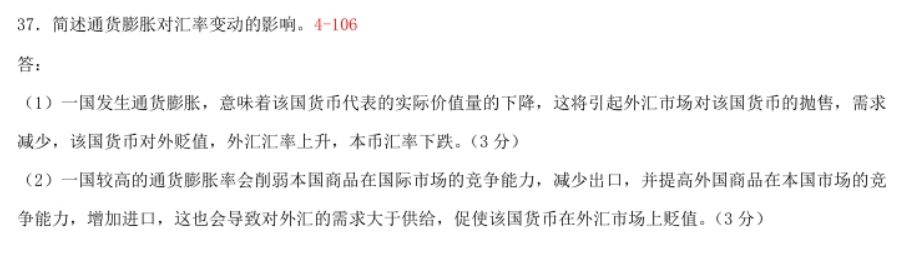 37. 简述通货膨胀对汇率变动的影响。4-106
答：
（1）一国发生通货膨胀，意味着该国货币代表的实际价值量的下降，这将引起外汇市场对该国货币的抛售，需求
减少，该国货币对外贬值，外汇汇率上升，本币汇率下跌。（3 分）
（2）一国较高的通货膨胀率会削弱本国商品在国际市场的竞争能力，减少出口，并提高外国商品在本国市场的竞
争能力，增加进口，这也会导致对外汇的需求大于供给，促使该国货币在外汇市场上贬值。（3 分）